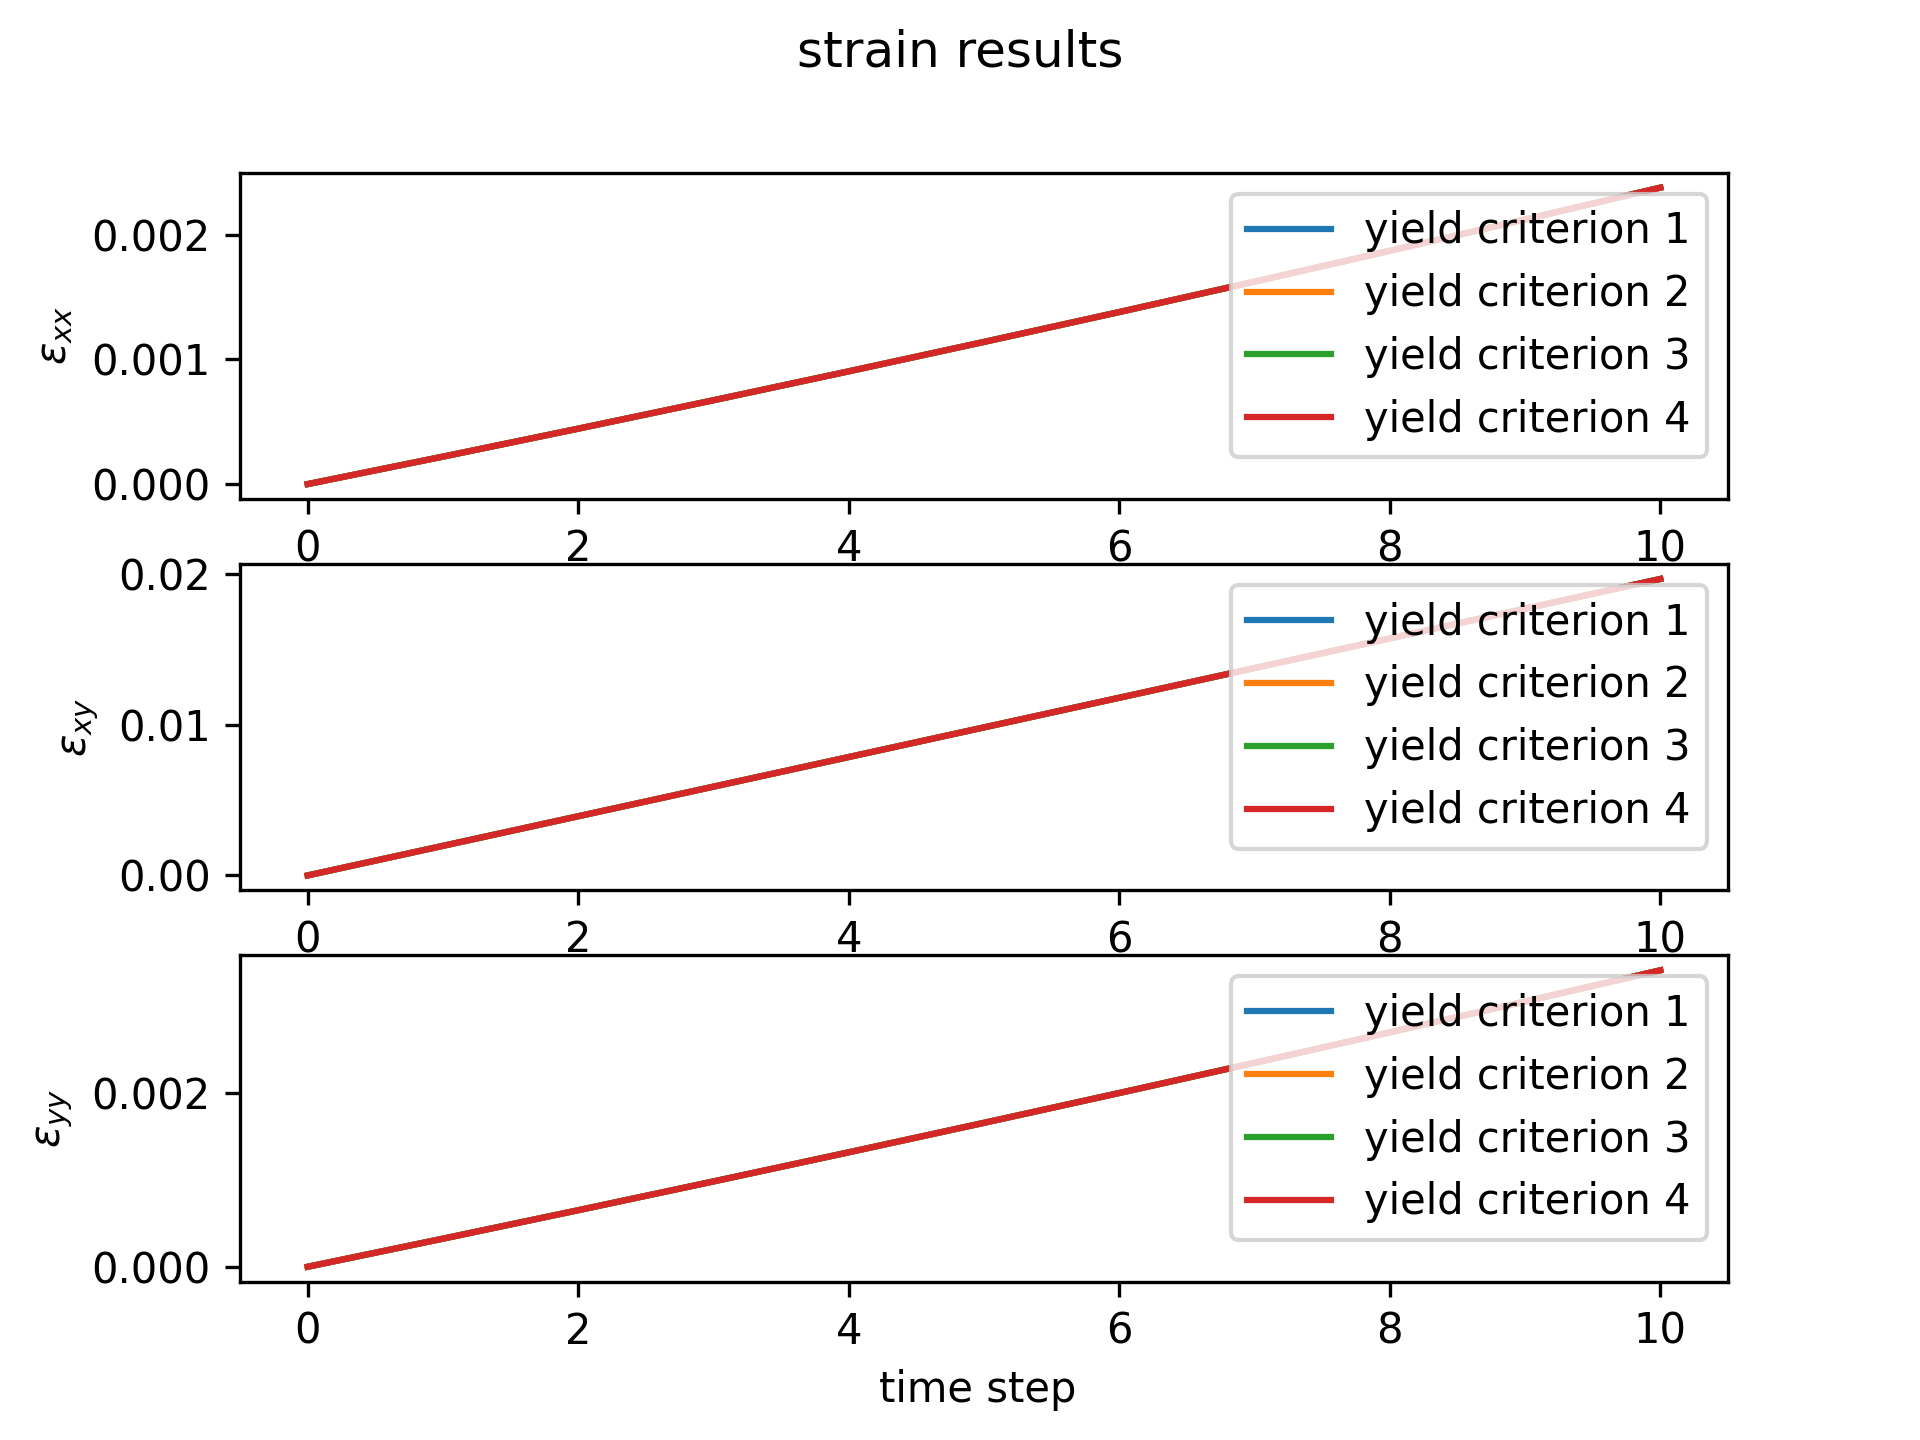 strain results
0.002
0.001
0.000
εxx
yield criterion 1
yield criterion 2
yield criterion 3
yield criterion 4
0 2 4 6 8 10
0.02
0.01
0.00
εxy
yield criterion 1
yield criterion 2
yield criterion 3
yield criterion 4
0 2 4 6 8 10
0.002
0.000
εyy
yield criterion 1
yield criterion 2
yield criterion 3
yield criterion 4
0 2 4 6 8 10
time step